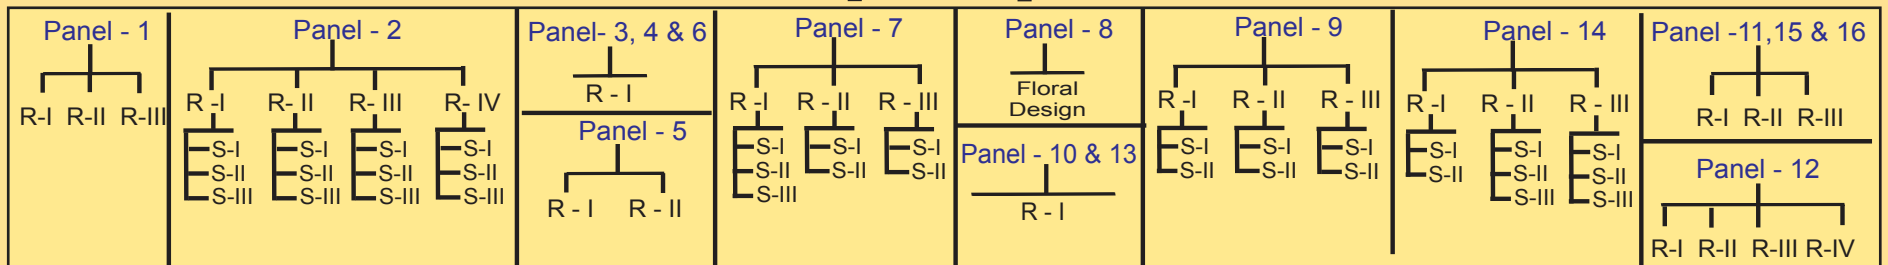 Panel - 1
R-I R-II R-III
Panel - 2
R -I R- II R- III R- IV
S-I S-I S-I S-I
S-II S-II S-II S-II
S-III S-III S-III S-III
Panel- 3, 4 & 6
R - I
Panel - 5
R - I R - II
Panel - 7
R -I R - II R - III
S-I S-I S-I
S-II S-II S-II
S-III
Panel - 8
Floral
Design
Panel - 10 & 13
R - I
Panel - 9
R -I R - II R - III
S-I S-I S-I
S-II S-II S-II
Panel - 14
R -I R - II R - III
S-I S-I S-I
S-II S-II S-II
S-III S-III
Panel -11,15 & 16
R-I R-II R-III
Panel - 12
R-I R-II R-III R-IV